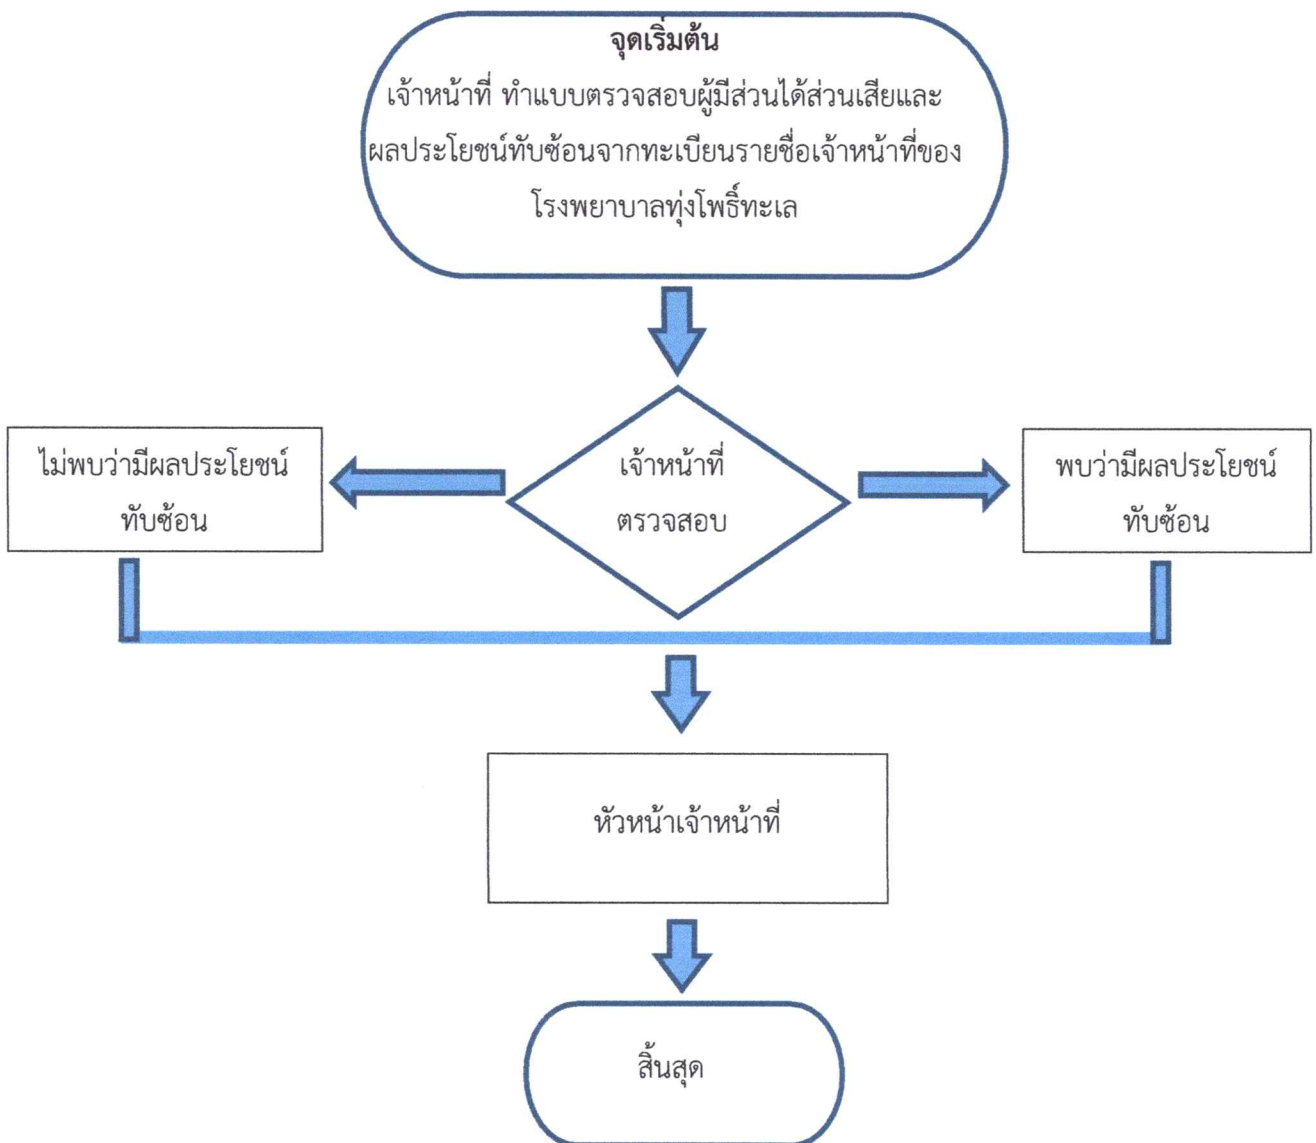 จุดเริ่มต้น
เจ้าหน้าที่ ทำแบบตรวจสอบผู้มีส่วนได้ส่วนเสียและ
ผลประโยชน์ทับซ้อนจากทะเบียนรายชื่อเจ้าหน้าที่ของ
โรงพยาบาลทุ่งโพธิ์ทะเล
ไม่พบว่ามีผลประโยชน์
ทับซ้อน
เจ้าหน้าที่
ตรวจสอบ
พบว่ามีผลประโยชน์
ทับซ้อน
หัวหน้าเจ้าหน้าที่
สิ้นสุด